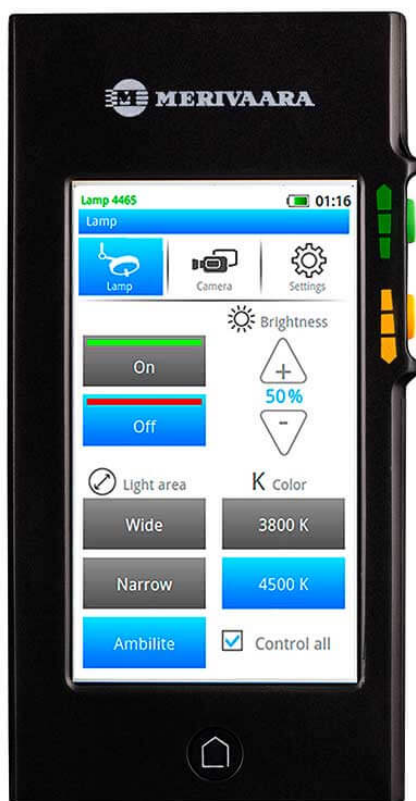 M MERIVAARA
Lamp 4465 01:16
Lamp
Lamp Camera Settings
Brightness
On
+
50%
Off
-
Light area K Color
Wide 3800 K
Narrow 4500 K
Ambilite Control all